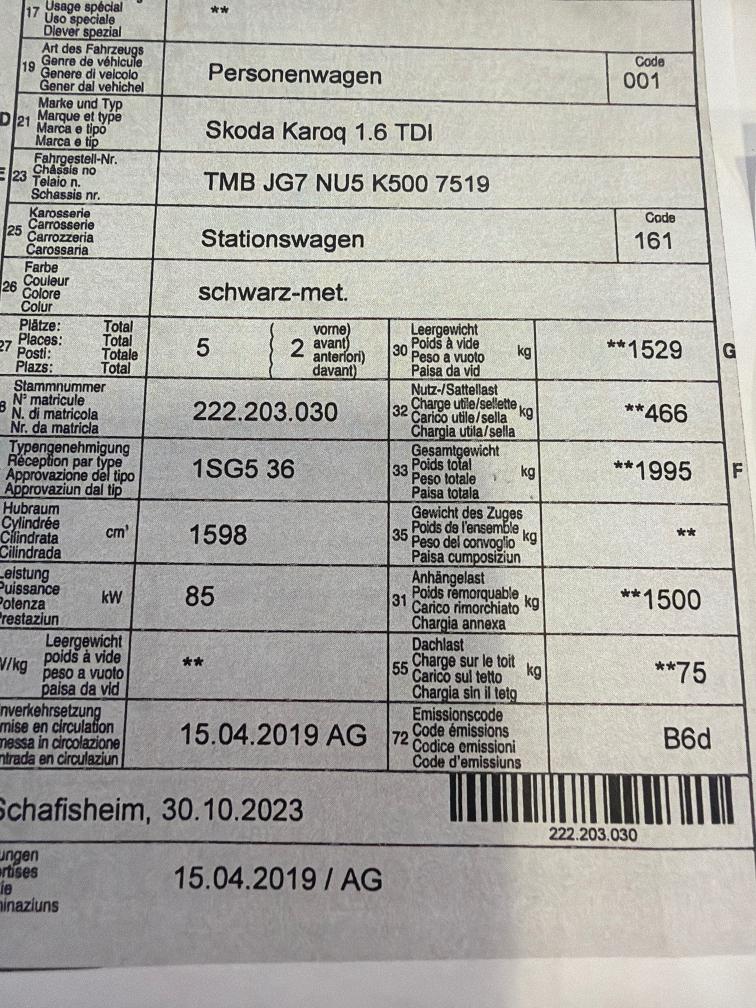 17 Usage spécial
Uso speciale
Diever spezial
**
19 Art des Fahrzeugs
Genre de véhicule
Genere di veicolo
Gener dal vehichel
Personenwagen
Code
001
D 21 Marke und Typ
Marque et type
Marca e tipo
Marca e tip
Skoda Karoq 1.6 TDI
E 23 Fahrgestell-Nr.
Châssis no
Telaio n.
Schassis nr.
TMB JG7 NU5 K500 7519
25 Karosserie
Carrosserie
Carrozzeria
Carossaria
Stationswagen
Code
161
26 Farbe
Couleur
Colore
Colur
schwarz-met.
27 Plätze: Total
Places: Total
Posti: Totale
Plazs: Total
5
( 2 vorne)
avant)
anteriori)
davant)
30 Leergewicht
Poids à vide
Peso a vuoto
Paisa da vid
kg
**1529
G
Stammnummer
N° matricule
N. di matricola
Nr. da matricla
222.203.030
32 Nutz-/Sattellast
Charge utile/sellette
Carico utile/sella
Chargia utila/sella
kg
**466
Typengenehmigung
Réception par type
Approvazione del tipo
Approvaziun dal tip
1SG5 36
33 Gesamtgewicht
Poids total
Peso totale
Paisa totala
kg
**1995
F
Hubraum
Cylindrée
Cilindrata
Cilindrada
cm³
1598
35 Gewicht des Zuges
Poids de l'ensemble
Peso del convoglio
Paisa cumposiziun
kg
**
Leistung
Puissance
Potenza
Prestaziun
kW
85
31 Anhängelast
Poids remorquable
Carico rimorchiato
Chargia annexa
kg
**1500
W/kg
Leergewicht
poids à vide
peso a vuoto
paisa da vid
**
55 Dachlast
Charge sur le toit
Carico sul tetto
Chargia sin il tetg
kg
**75
nverkehrsetzung
mise en circulation
messa in circolazione
ntrada en circulaziun
15.04.2019 AG
72 Emissionscode
Code émissions
Codice emissioni
Code d'emissiuns
B6d
Schafisheim, 30.10.2023
222.203.030
ungen
rtises
ie
ninaziuns
15.04.2019 / AG